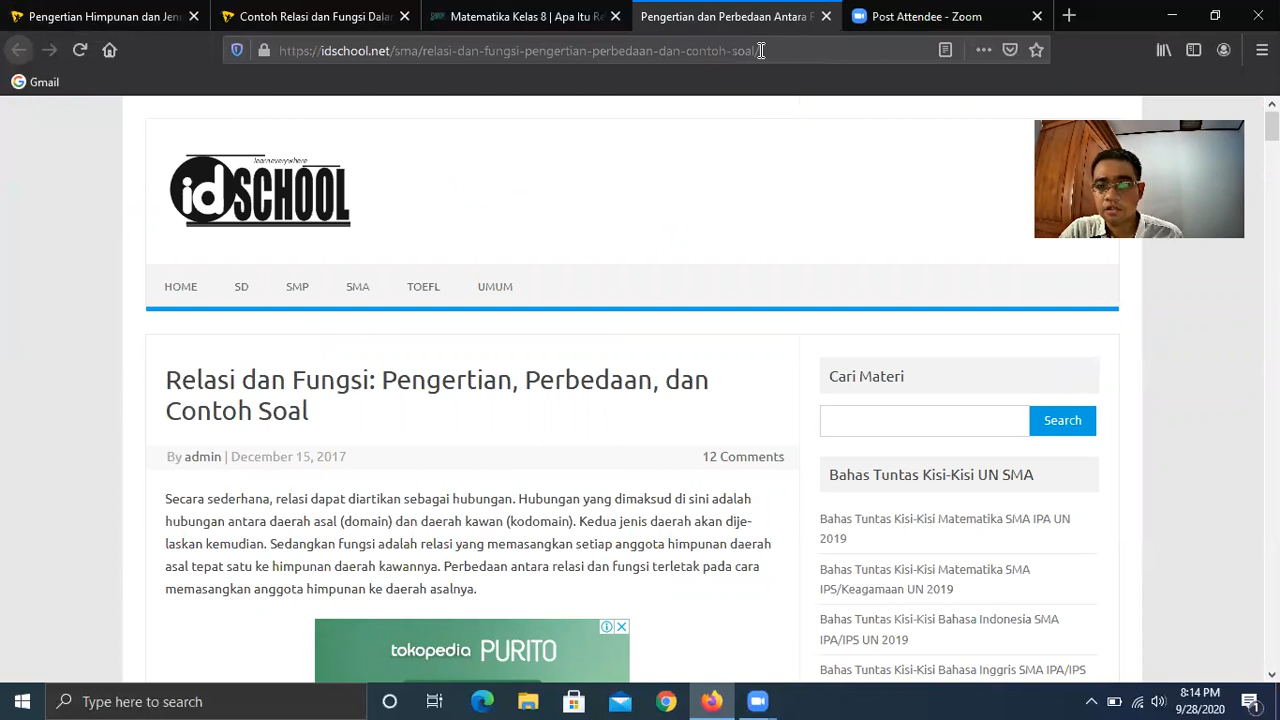 Pengertian Himpunan dan Jen
Contoh Relasi dan Fungsi Dalar
Matematika Kelas 8 | Apa Itu Re
Pengertian dan Perbedaan Antara F
Post Attendee - Zoom
https://idschool.net/sma/relasi-dan-fungsi-pengertian-perbedaan-dan-contoh-soal/
Gmail
learn everywhere
idSCHOOL
HOME
SD
SMP
SMA
TOEFL
UMUM
Relasi dan Fungsi: Pengertian, Perbedaan, dan
Contoh Soal
By admin | December 15, 2017
12 Comments
Secara sederhana, relasi dapat diartikan sebagai hubungan. Hubungan yang dimaksud di sini adalah
hubungan antara daerah asal (domain) dan daerah kawan (kodomain). Kedua jenis daerah akan dije-
laskan kemudian. Sedangkan fungsi adalah relasi yang memasangkan setiap anggota himpunan daerah
asal tepat satu ke himpunan daerah kawannya. Perbedaan antara relasi dan fungsi terletak pada cara
memasangkan anggota himpunan ke daerah asalnya.
tokopedia PURITO
Cari Materi
Search
Bahas Tuntas Kisi-Kisi UN SMA
Bahas Tuntas Kisi-Kisi Matematika SMA IPA UN
2019
Bahas Tuntas Kisi-Kisi Matematika SMA
IPS/Keagamaan UN 2019
Bahas Tuntas Kisi-Kisi Bahasa Indonesia SMA
IPA/IPS UN 2019
Bahas Tuntas Kisi-Kisi Bahasa Inggris SMA IPA/IPS
Type here to search
8:14 PM
9/28/2020
1